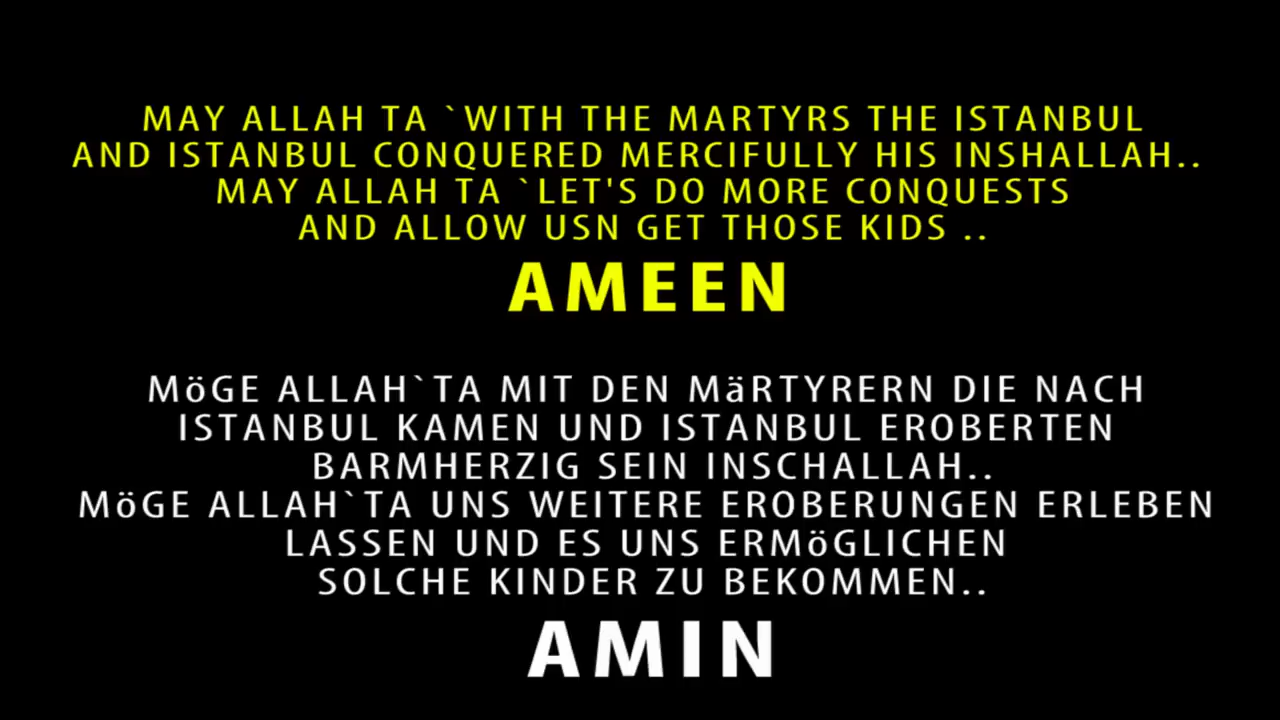 MAY ALLAH TA `WITH THE MARTYRS THE ISTANBUL
AND ISTANBUL CONQUERED MERCIFULLY HIS INSHALLAH..
MAY ALLAH TA `LET'S DO MORE CONQUESTS
AND ALLOW USN GET THOSE KIDS ..
AMEEN
MöGE ALLAH`TA MIT DEN MäRTYRERN DIE NACH
ISTANBUL KAMEN UND ISTANBUL EROBERTEN
BARMHERZIG SEIN INSCHALLAH..
MöGE ALLAH`TA UNS WEITERE EROBERUNGEN ERLEBEN
LASSEN UND ES UNS ERMöGLICHEN
SOLCHE KINDER ZU BEKOMMEN..
AMIN